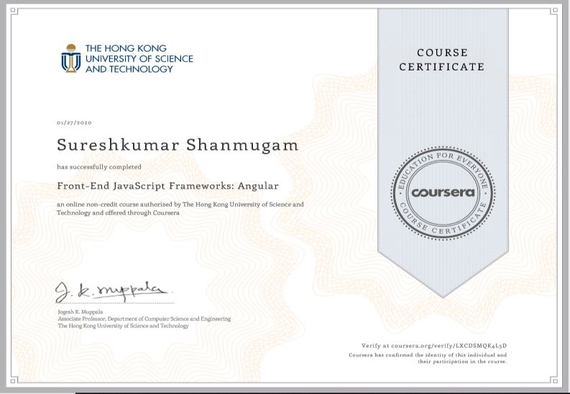 THE HONG KONG
UNIVERSITY OF SCIENCE
AND TECHNOLOGY
COURSE
CERTIFICATE
01/27/2020
Sureshkumar Shanmugam
has successfully completed
Front-End JavaScript Frameworks: Angular
an online non-credit course authorized by The Hong Kong University of Science and
Technology and offered through Coursera
EDUCATION FOR EVERYONE
coursera
COURSE CERTIFICATE
J. K. Muppala
Jogesh K. Muppala
Associate Professor, Department of Computer Science and Engineering
The Hong Kong University of Science and Technology
Verify at coursera.org/verify/LXCDSMQK4L5D
Coursera has confirmed the identity of this individual and
their participation in the course.